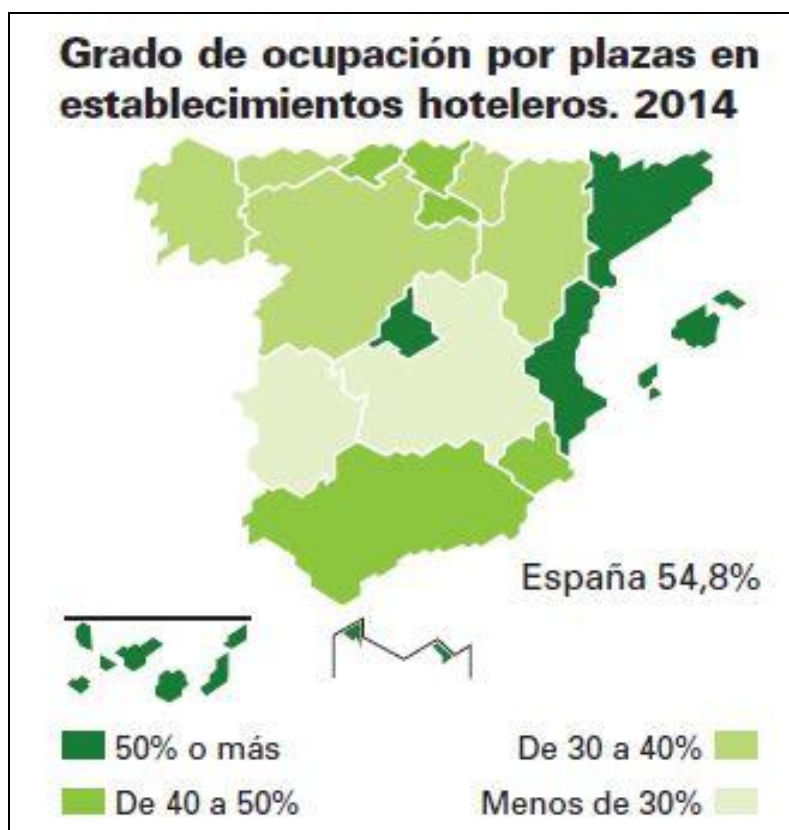 Grado de ocupación por plazas en
establecimientos hoteleros. 2014
España 54,8%
50% o más
De 30 a 40%
De 40 a 50%
Menos de 30%